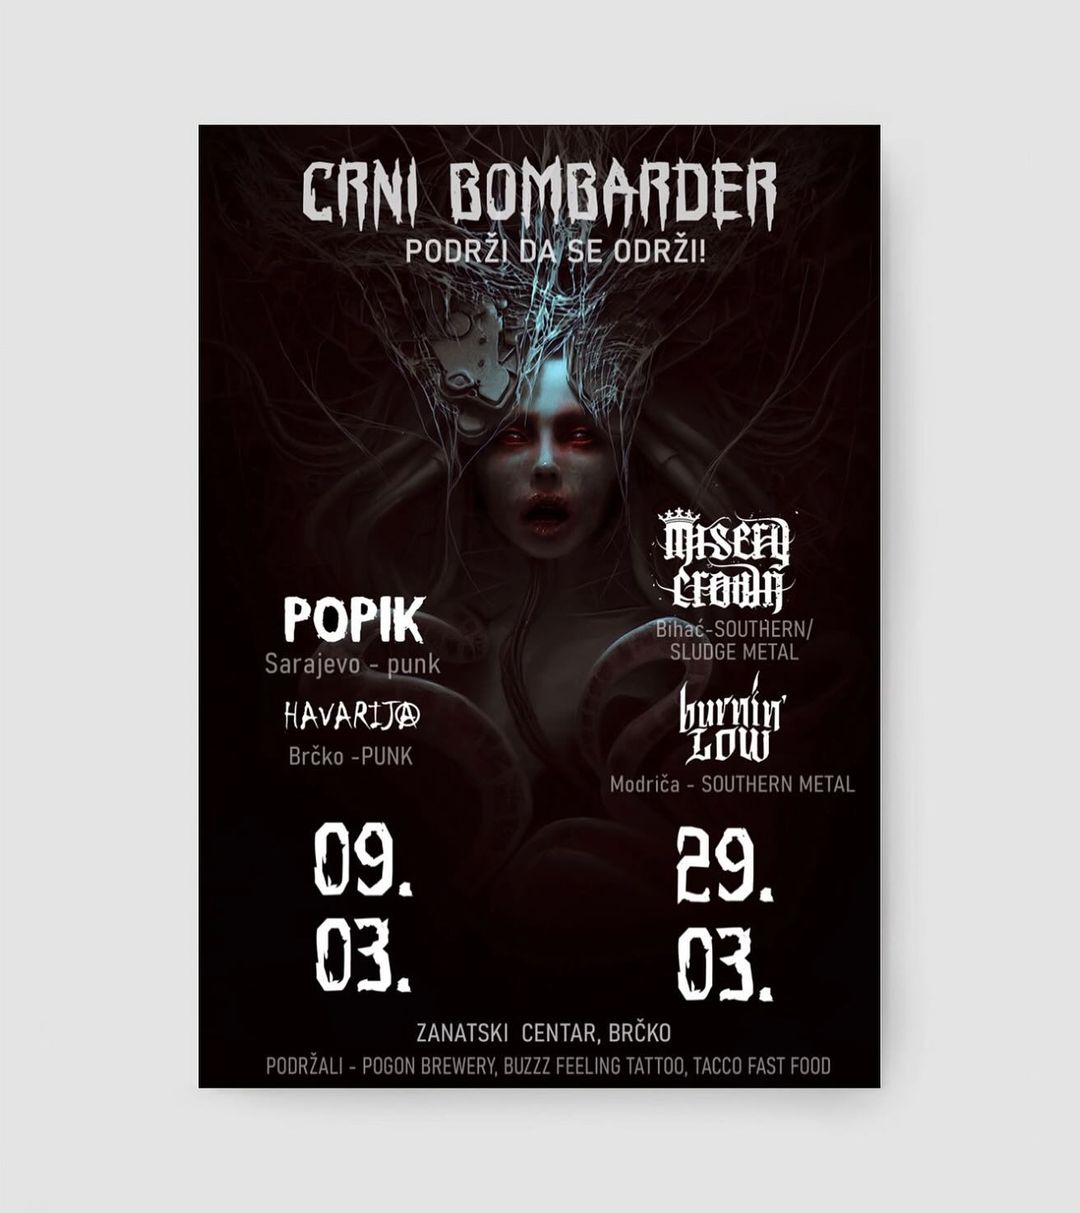 CRNI BOMBARDER
PODRŽI DA SE ODRŽI!
POPIK
Sarajevo - punk
HAVARIJA
Brčko -PUNK
09.
03.
misery
crown
Bihać-SOUTHERN/
SLUDGE METAL
burnin'
LOW
Modriča - SOUTHERN METAL
29.
03.
ZANATSKI CENTAR, BRČKO
PODRŽALI - POGON BREWERY, BUZZZ FEELING TATTOO, TACCO FAST FOOD